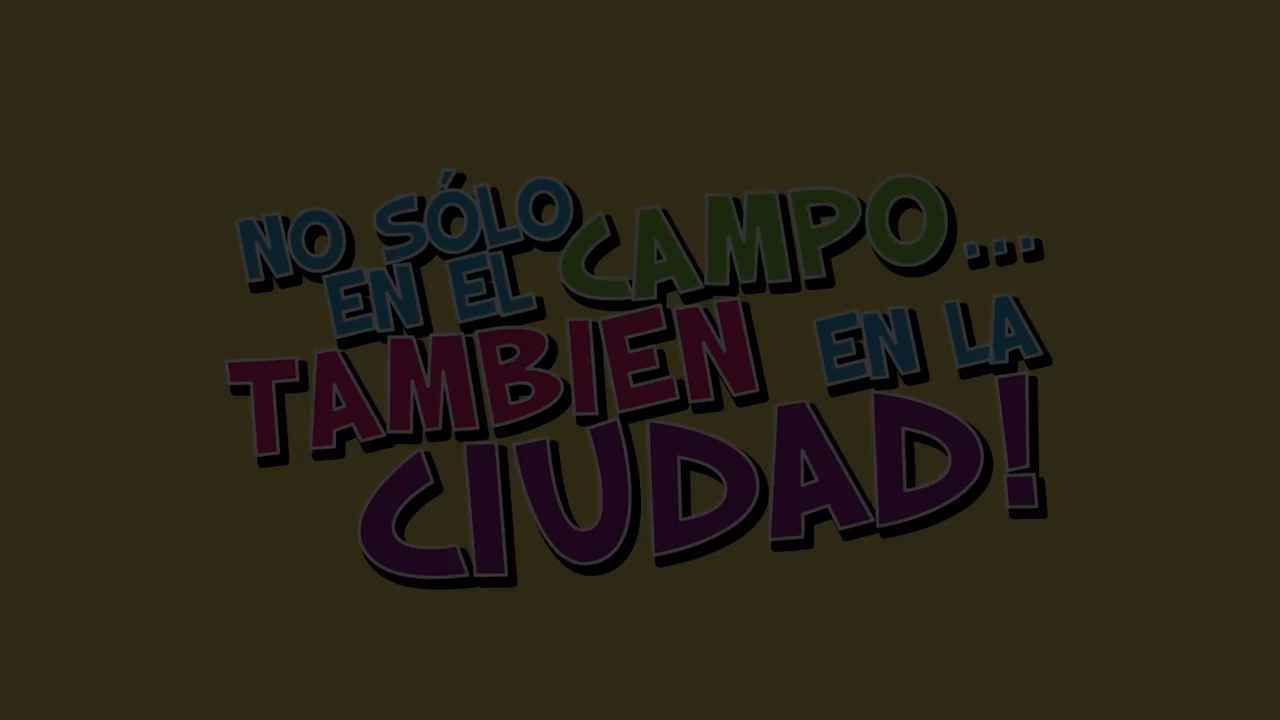 NO SÓLO
EN EL CAMPO...
TAMBIEN EN LA
CIUDAD!